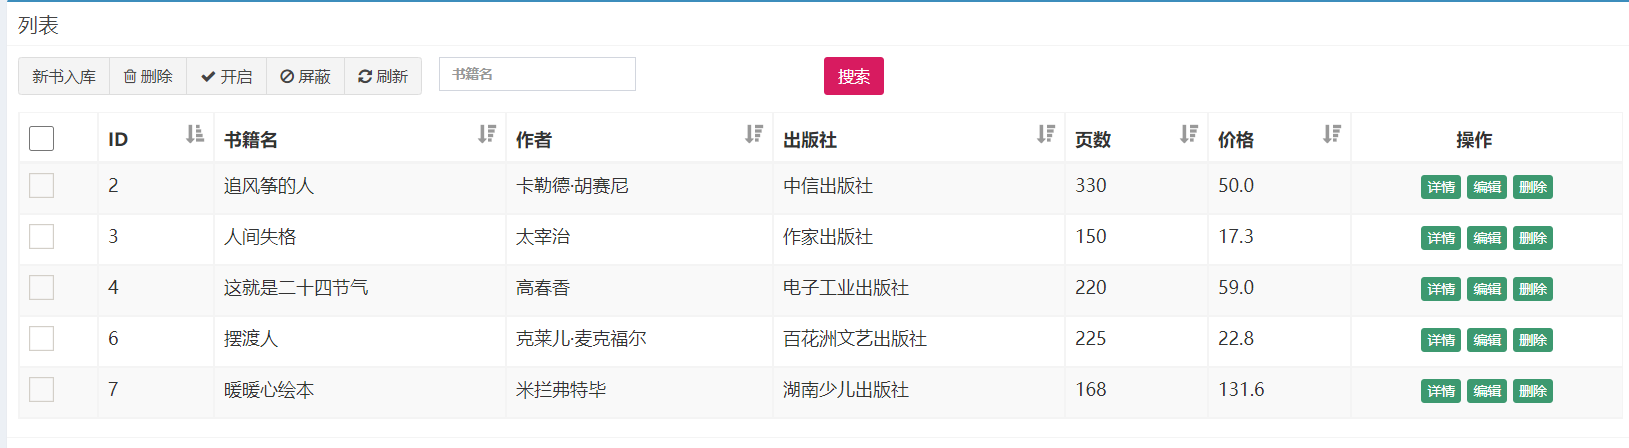 列表
新书入库 删除 开启 屏蔽 刷新 书籍名 搜索
ID 书籍名 作者 出版社 页数 价格 操作
2 追风筝的人 卡勒德·胡赛尼 中信出版社 330 50.0 详情 编辑 删除
3 人间失格 太宰治 作家出版社 150 17.3 详情 编辑 删除
4 这就是二十四节气 高春香 电子工业出版社 220 59.0 详情 编辑 删除
6 摆渡人 克莱儿·麦克福尔 百花洲文艺出版社 225 22.8 详情 编辑 删除
7 暖暖心绘本 米拦弗特毕 湖南少儿出版社 168 131.6 详情 编辑 删除